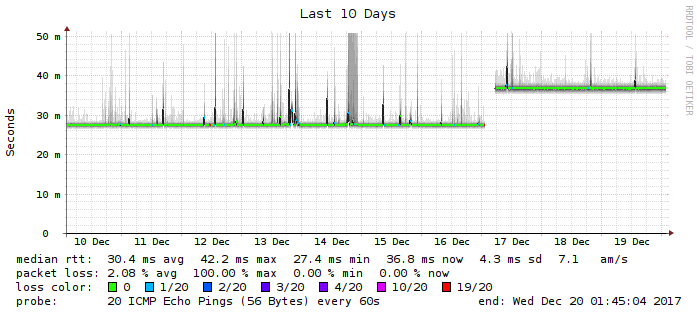 Last 10 Days
RRDTOOL / TOBI OETIKER
50 m
40 m
30 m
20 m
10 m
0
Seconds
10 Dec 11 Dec 12 Dec 13 Dec 14 Dec 15 Dec 16 Dec 17 Dec 18 Dec 19 Dec
median rtt: 30.4 ms avg 42.2 ms max 27.4 ms min 36.8 ms now 4.3 ms sd 7.1 am/s
packet loss: 2.08 % avg 100.00 % max 0.00 % min 0.00 % now
loss color: 0 1/20 2/20 3/20 4/20 10/20 19/20
probe: 20 ICMP Echo Pings (56 Bytes) every 60s end: Wed Dec 20 01:45:04 2017